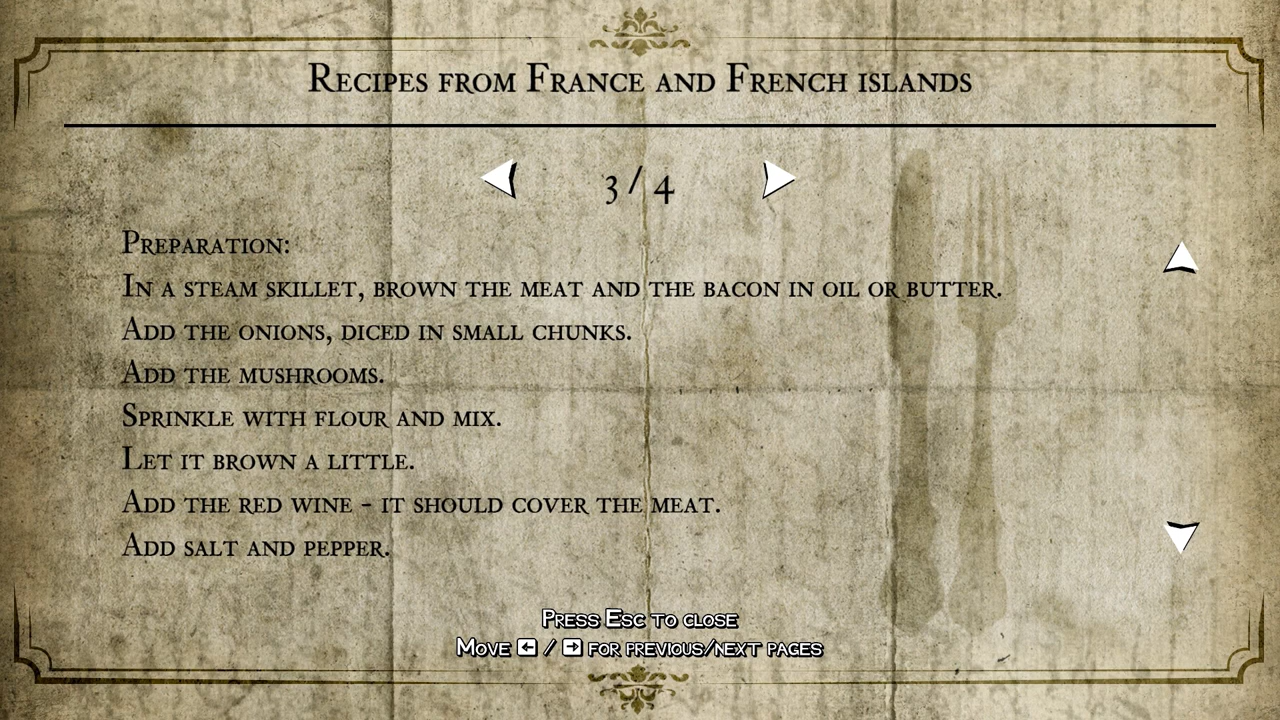 Recipes from France and French islands
3 / 4
Preparation:
In a steam skillet, brown the meat and the bacon in oil or butter.
Add the onions, diced in small chunks.
Add the mushrooms.
Sprinkle with flour and mix.
Let it brown a little.
Add the red wine - it should cover the meat.
Add salt and pepper.
Press Esc to close
Move ← / → for previous/next pages